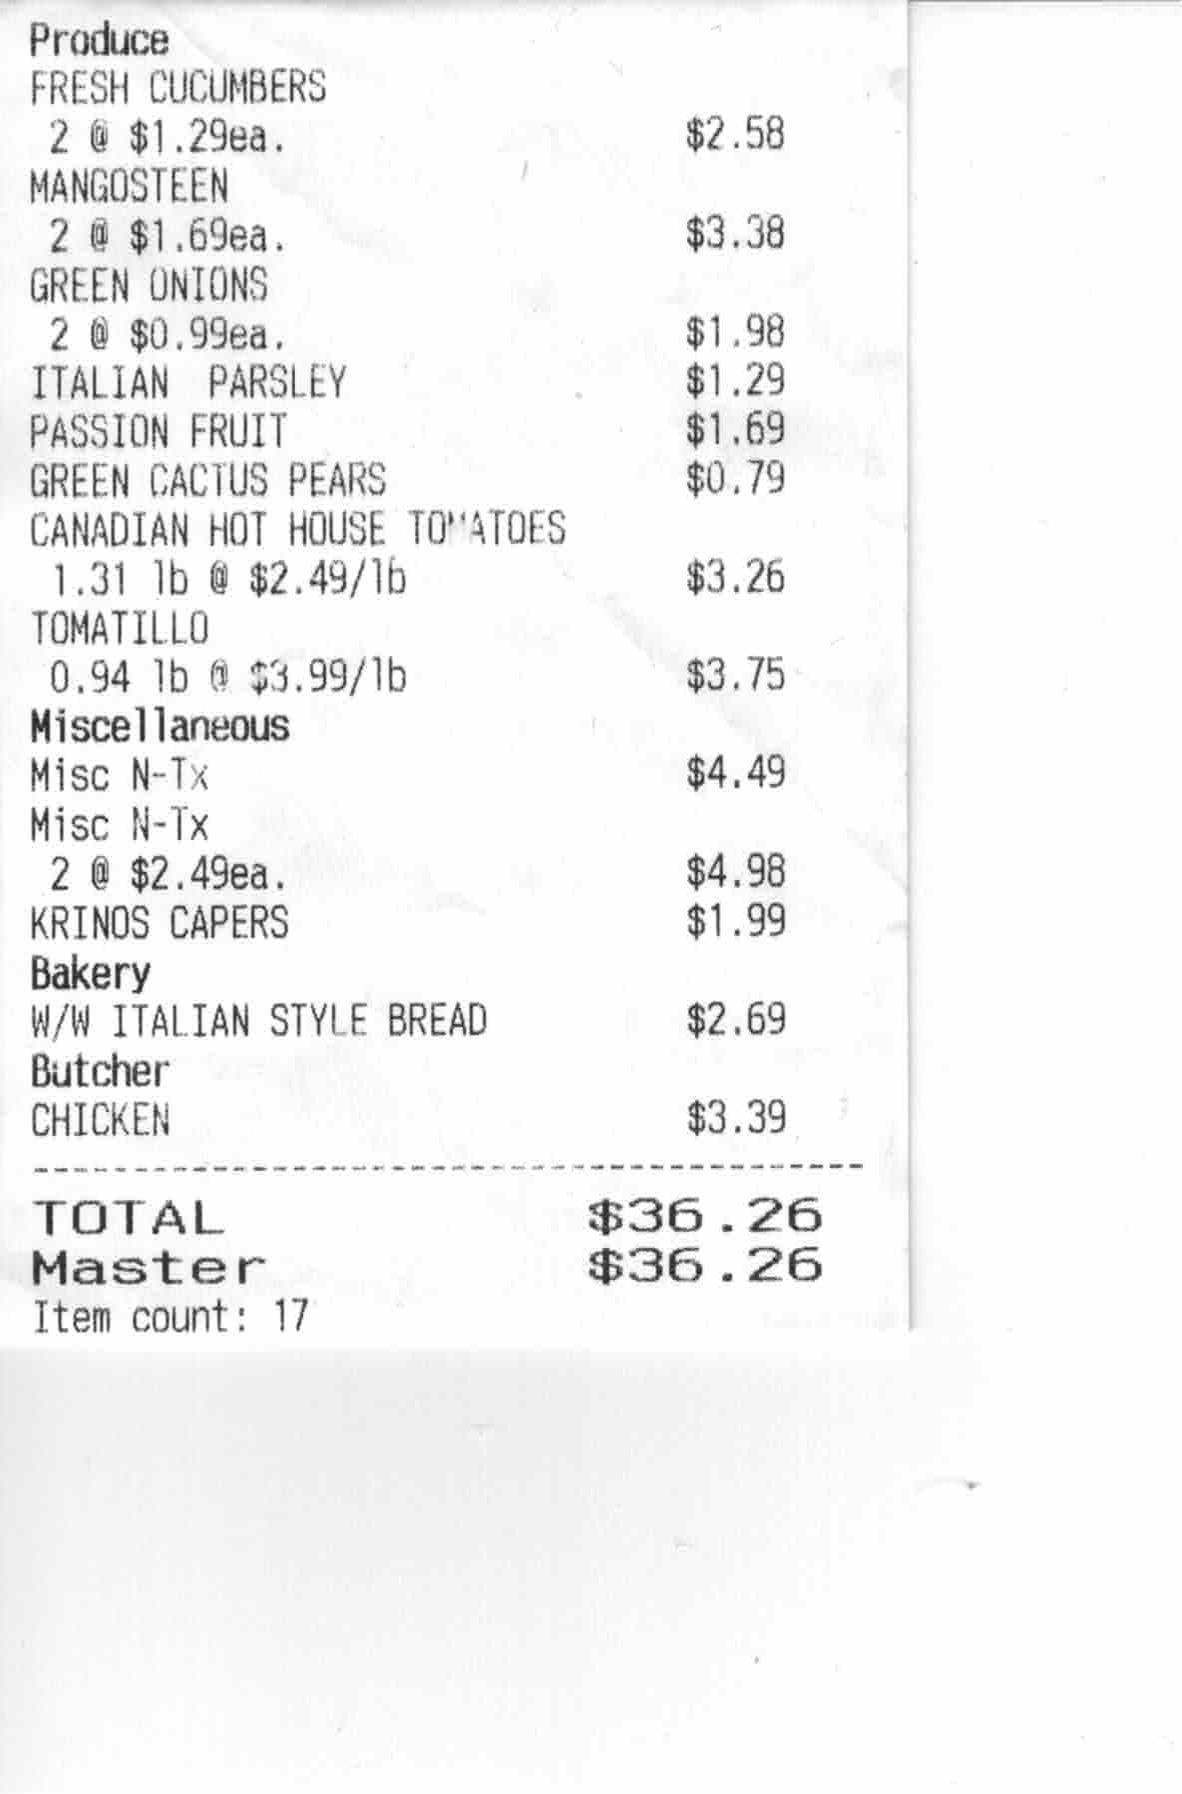 Produce
FRESH CUCUMBERS
2 @ $1.29ea. $2.58
MANGOSTEEN
2 @ $1.69ea. $3.38
GREEN ONIONS
2 @ $0.99ea. $1.98
ITALIAN PARSLEY $1.29
PASSION FRUIT $1.69
GREEN CACTUS PEARS $0.79
CANADIAN HOT HOUSE TOMATOES
1.31 lb @ $2.49/lb $3.26
TOMATILLO
0.94 lb @ $3.99/lb $3.75
Miscellaneous
Misc N-Tx $4.49
Misc N-Tx
2 @ $2.49ea. $4.98
KRINOS CAPERS $1.99
Bakery
W/W ITALIAN STYLE BREAD $2.69
Butcher
CHICKEN $3.39
--------------------------------------------
TOTAL $36.26
Master $36.26
Item count: 17